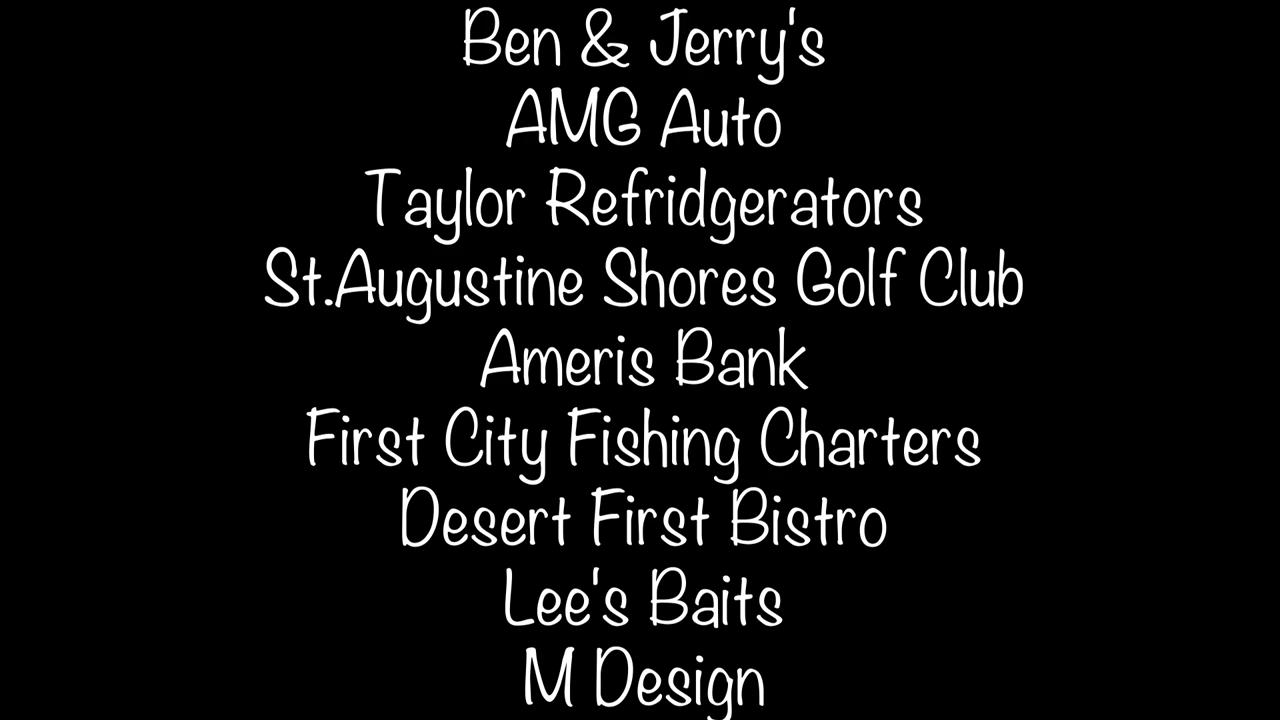 Ben & Jerry's
AMG Auto
Taylor Refridgerators
St.Augustine Shores Golf Club
Ameris Bank
First City Fishing Charters
Desert First Bistro
Lee's Baits
M Design